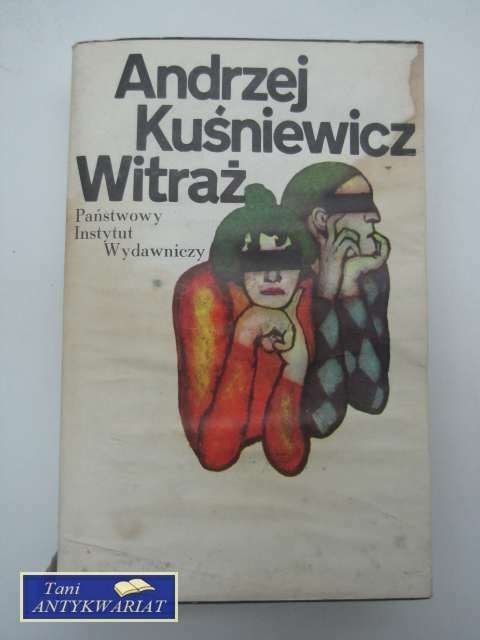 Andrzej
Kuśniewicz
Witraż
Państwowy
Instytut
Wydawniczy
Tani
ANTYKWARIAT